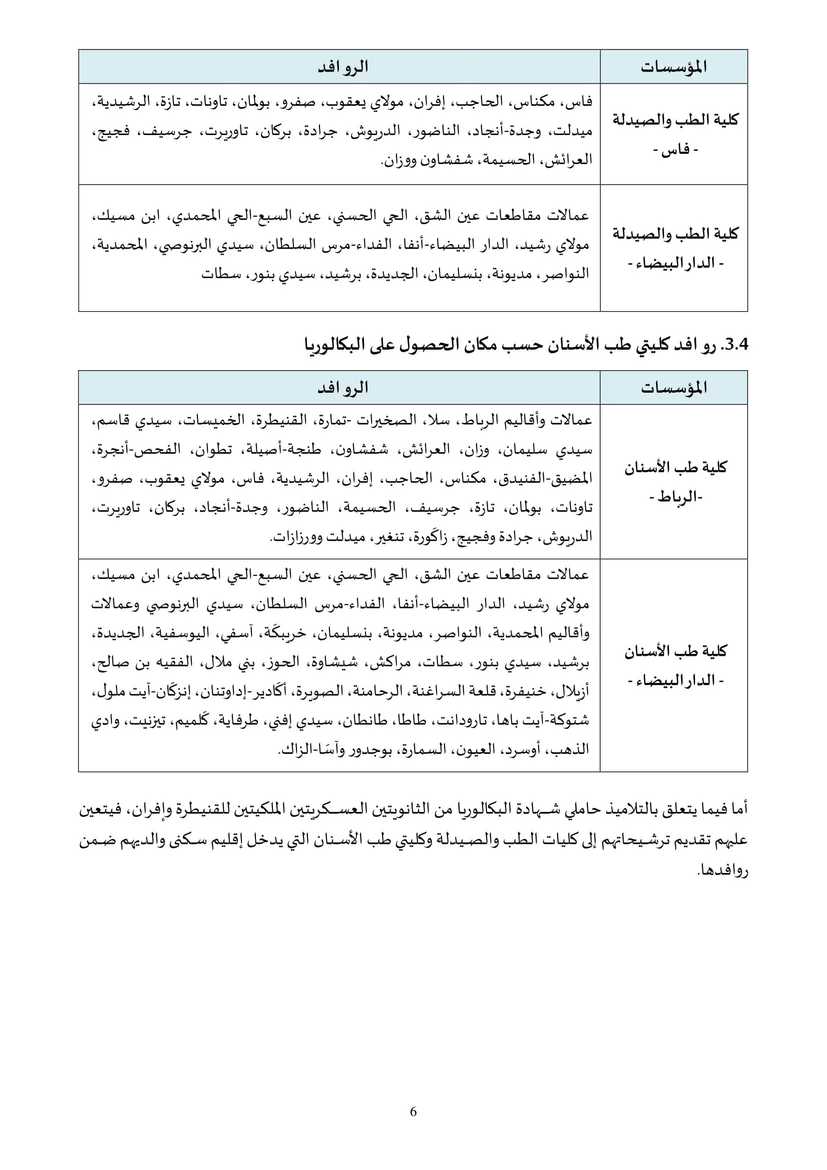 المؤسسات
الروافد
كلية الطب والصيدلة
- فاس -
فاس، مكناس، الحاجب، إفران، مولاي يعقوب، صفرو، بولمان، تاونات، تازة، الرشيدية،
ميدلت، وجدة-أنجاد، الناضور، الدريوش، جرادة، بركان، تاوريرت، جرسيف، فجيج،
العرائش، الحسيمة، شفشاون ووزان.
كلية الطب والصيدلة
- الدار البيضاء -
عمالات مقاطعات عين الشق، الحي الحسني، عين السبع-الحي المحمدي، ابن مسيك،
مولاي رشيد، الدار البيضاء-أنفا، الفداء-مرس السلطان، سيدي البرنوصي، المحمدية،
النواصر، مديونة، بنسليمان، الجديدة، برشيد، سيدي بنور، سطات
3.4. روافد كليتي طب الأسنان حسب مكان الحصول على البكالوريا
المؤسسات
الروافد
كلية طب الأسنان
-الرباط -
عمالات وأقاليم الرباط، سلا، الصخيرات -تمارة، القنيطرة، الخميسات، سيدي قاسم،
سيدي سليمان، وزان، العرائش، شفشاون، طنجة-أصيلة، تطوان، الفحص-أنجرة،
المضيق-الفنيدق، مكناس، الحاجب، إفران، الرشيدية، فاس، مولاي يعقوب، صفرو،
تاونات، بولمان، تازة، جرسيف، الحسيمة، الناضور، وجدة-أنجاد، بركان، تاوريرت،
الدريوش، جرادة وفجيج، زاكَورة، تنغير، ميدلت وورزازات.
كلية طب الأسنان
- الدار البيضاء -
عمالات مقاطعات عين الشق، الحي الحسني، عين السبع-الحي المحمدي، ابن مسيك،
مولاي رشيد، الدار البيضاء-أنفا، الفداء-مرس السلطان، سيدي البرنوصي وعمالات
وأقاليم المحمدية، النواصر، مديونة، بنسليمان، خريبكَة، آسفي، اليوسفية، الجديدة،
برشيد، سيدي بنور، سطات، مراكش، شيشاوة، الحوز، بني ملال، الفقيه بن صالح،
أزيلال، خنيفرة، قلعة السراغنة، الرحامنة، الصويرة، أكَادير-إداوتنان، إنزكَان-آيت ملول،
شتوكة-آيت باها، تارودانت، طاطا، طانطان، سيدي إفني، طرفاية، كَلميم، تيزنيت، وادي
الذهب، أوسرد، العيون، السمارة، بوجدور وآسَا-الزاك.
أما فيما يتعلق بالتلاميذ حاملي شهادة البكالوريا من الثانويتين العسكريتين الملكيتين للقنيطرة وإفران، فيتعين
عليهم تقديم ترشيحاتهم إلى كليات الطب والصيدلة وكليتي طب الأسنان التي يدخل إقليم سكنى والديهم ضمن
روافدها.
6